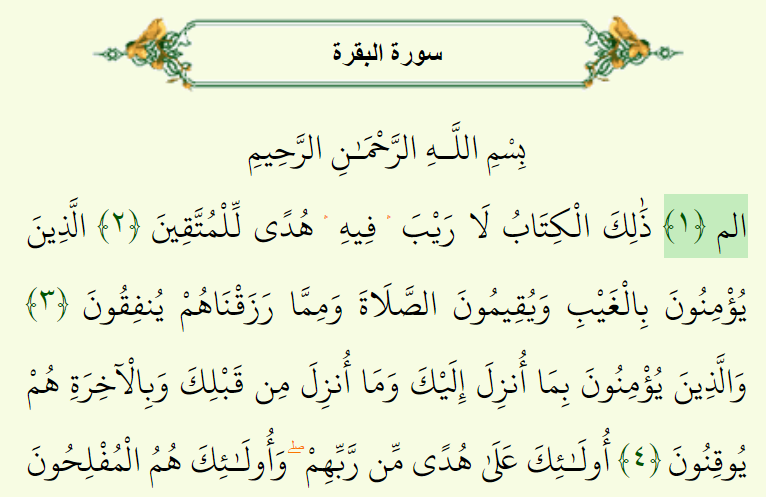 سورة البقرة
بِسْمِ اللَّـهِ الرَّحْمَـٰنِ الرَّحِيمِ
الم ﴿١﴾ ذَٰلِكَ الْكِتَابُ لَا رَيْبَ ۛ فِيهِ ۛ هُدًى لِّلْمُتَّقِينَ ﴿٢﴾ الَّذِينَ
يُؤْمِنُونَ بِالْغَيْبِ وَيُقِيمُونَ الصَّلَاةَ وَمِمَّا رَزَقْنَاهُمْ يُنفِقُونَ ﴿٣﴾
وَالَّذِينَ يُؤْمِنُونَ بِمَا أُنزِلَ إِلَيْكَ وَمَا أُنزِلَ مِن قَبْلِكَ وَبِالْآخِرَةِ هُمْ
يُوقِنُونَ ﴿٤﴾ أُولَـٰئِكَ عَلَىٰ هُدًى مِّن رَّبِّهِمْ ۖ وَأُولَـٰئِكَ هُمُ الْمُفْلِحُونَ